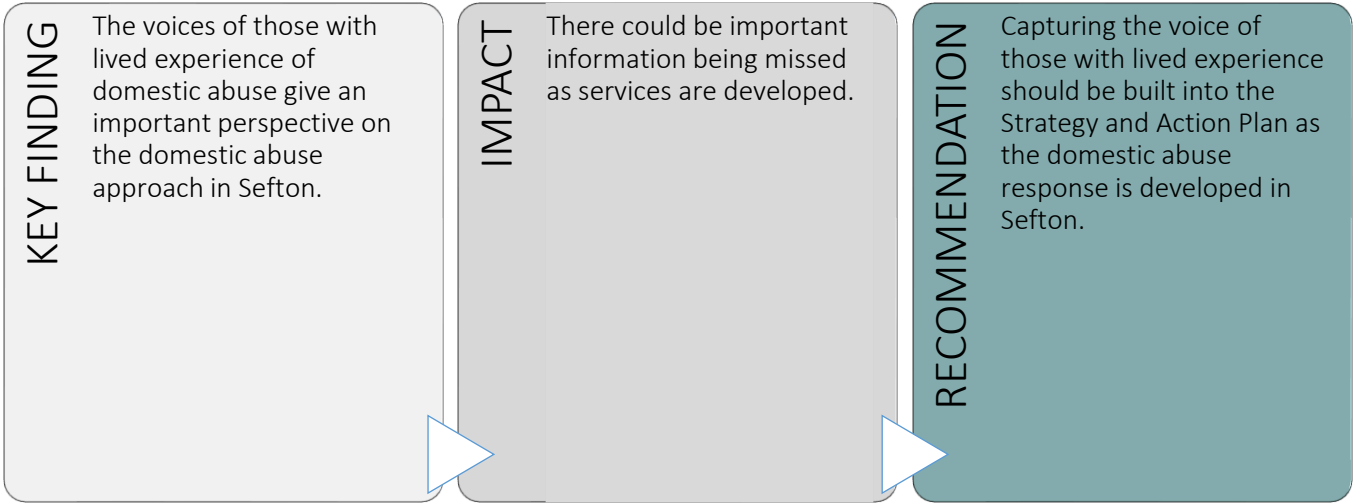 KEY FINDING
The voices of those with
lived experience of
domestic abuse give an
important perspective on
the domestic abuse
approach in Sefton.
IMPACT
There could be important
information being missed
as services are developed.
RECOMMENDATION
Capturing the voice of
those with lived experience
should be built into the
Strategy and Action Plan as
the domestic abuse
response is developed in
Sefton.